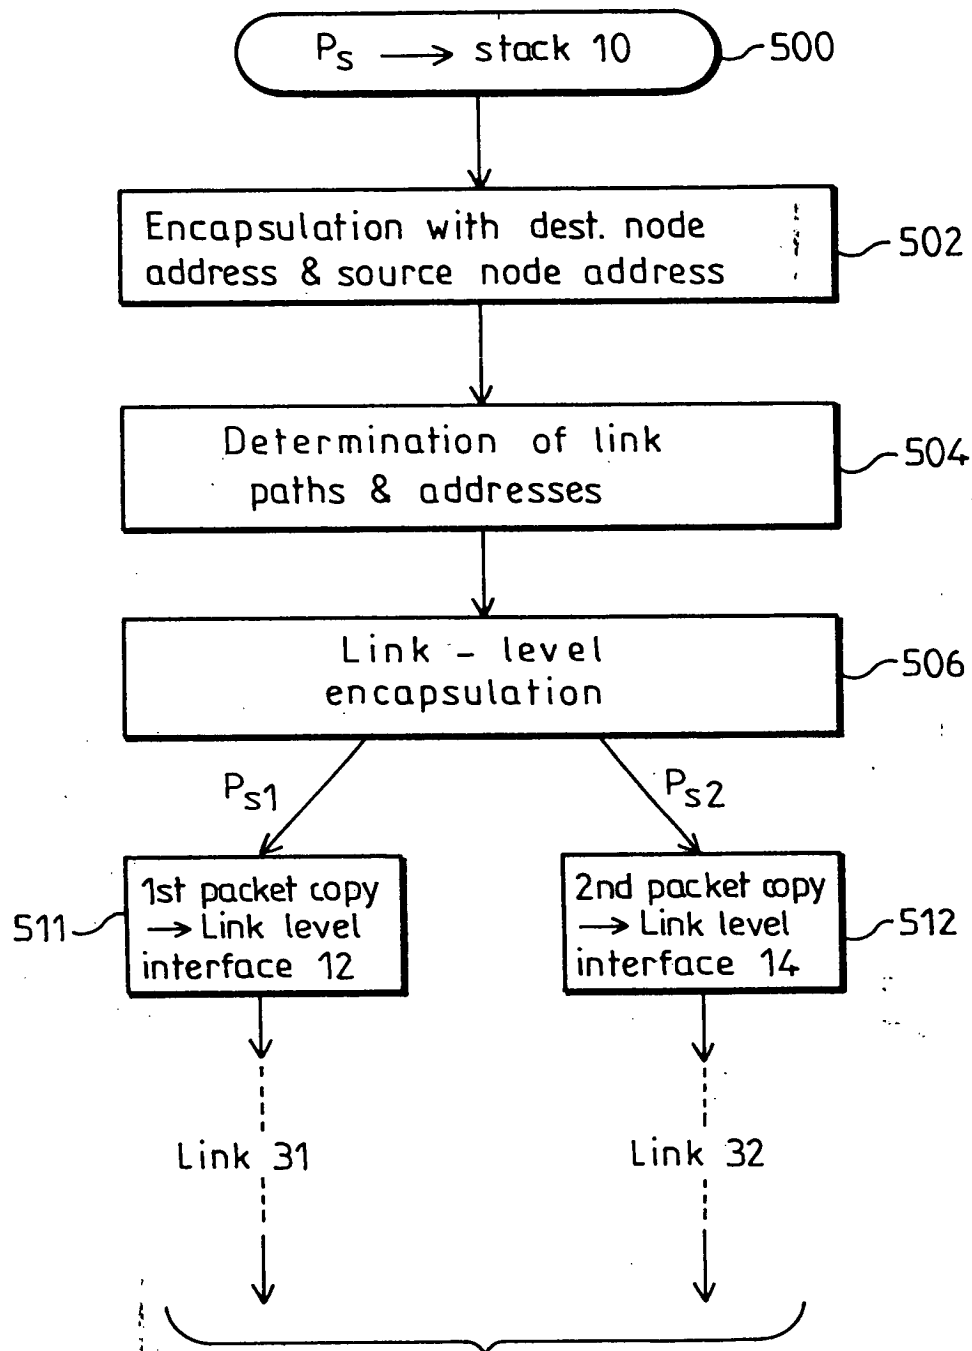 Ps → stack 10
500
Encapsulation with dest. node
address & source node address
502
Determination of link
paths & addresses
504
Link - level
encapsulation
506
Ps1
Ps2
1st packet copy
→ Link level
interface 12
511
2nd packet copy
→ Link level
interface 14
512
Link 31
Link 32